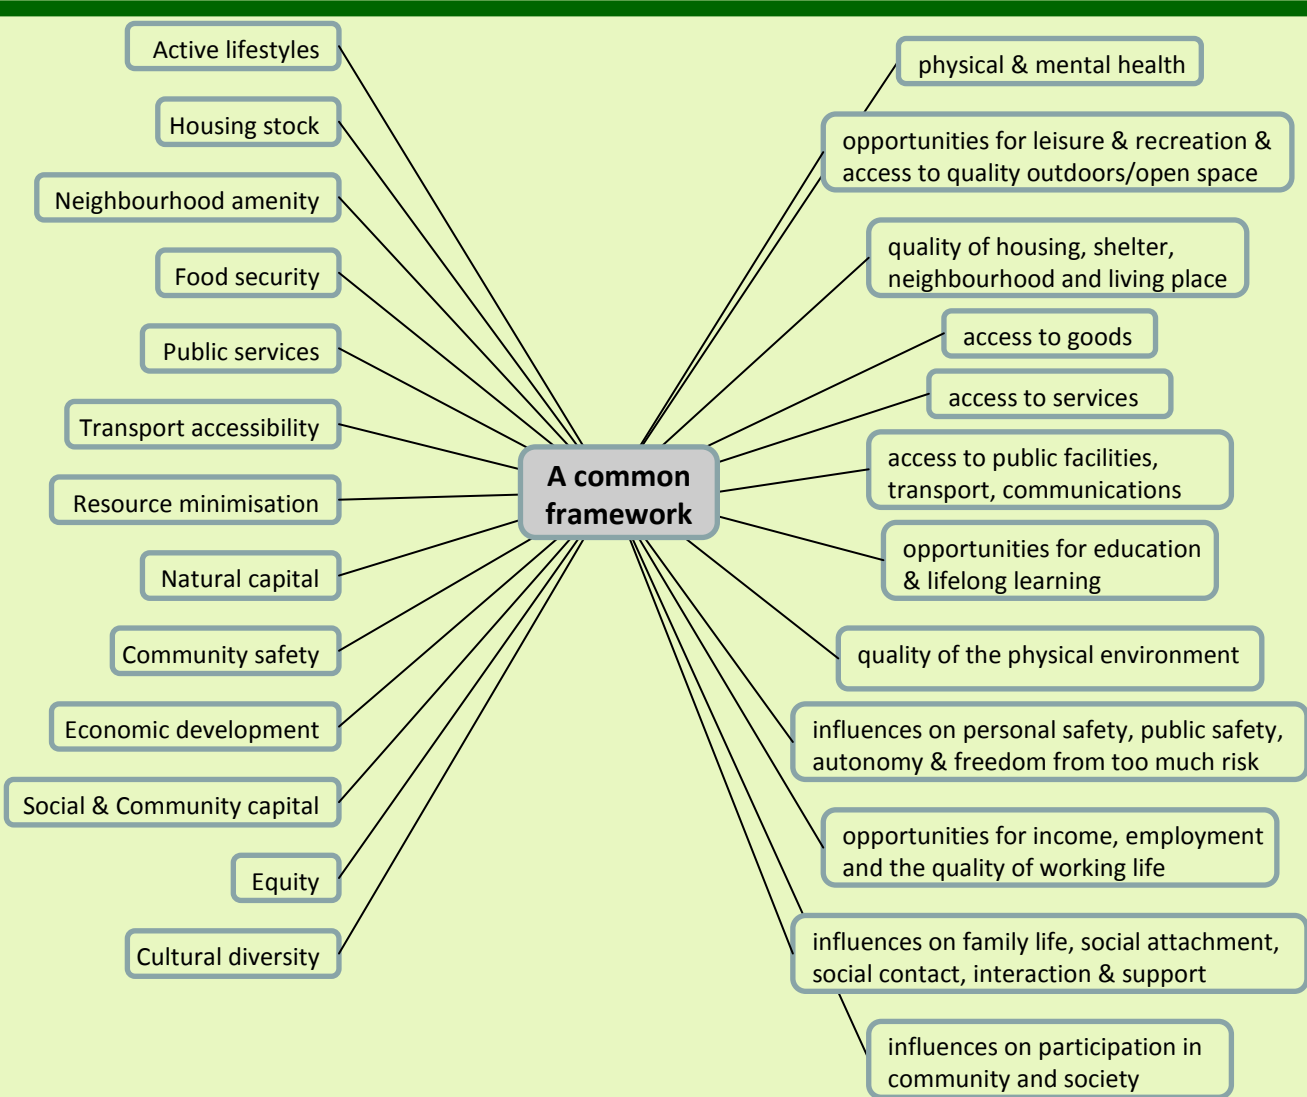 Active lifestyles
Housing stock
Neighbourhood amenity
Food security
Public services
Transport accessibility
Resource minimisation
Natural capital
Community safety
Economic development
Social & Community capital
Equity
Cultural diversity
A common
framework
physical & mental health
opportunities for leisure & recreation &
access to quality outdoors/open space
quality of housing, shelter,
neighbourhood and living place
access to goods
access to services
access to public facilities,
transport, communications
opportunities for education
& lifelong learning
quality of the physical environment
influences on personal safety, public safety,
autonomy & freedom from too much risk
opportunities for income, employment
and the quality of working life
influences on family life, social attachment,
social contact, interaction & support
influences on participation in
community and society